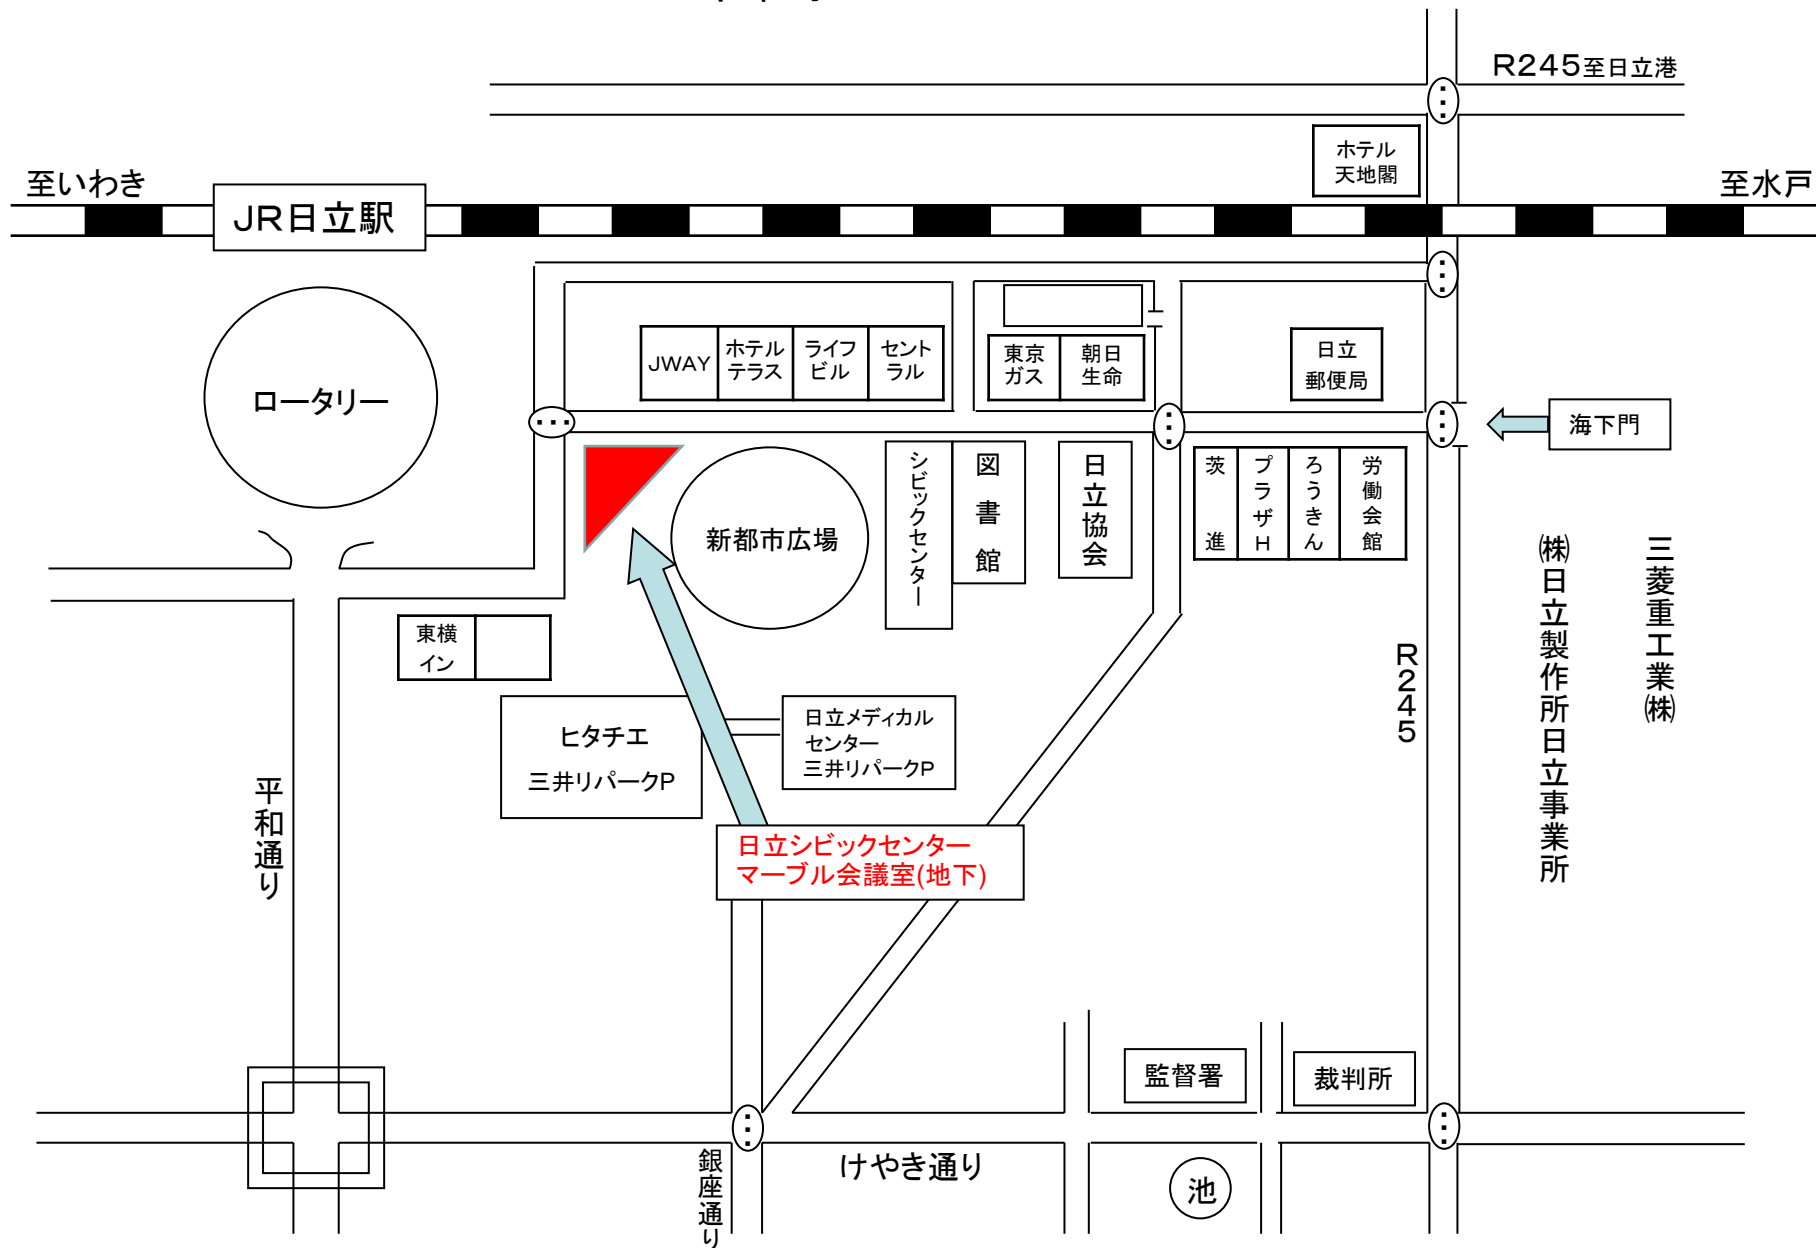 R245至日立港
ホテル
天地閣
至いわき
至水戸
JR日立駅
ロータリー
JWAY
ホテル
テラス
ライフ
ビル
セント
ラル
東京
ガス
朝日
生命
日立
郵便局
海下門
シビックセンター
図書館
日立協会
茨進
プラザH
ろうきん
労働会館
新都市広場
東横
イン
R245
㈱日立製作所日立事業所
三菱重工業㈱
ヒタチエ
三井リパークP
日立メディカル
センター
三井リパークP
平和通り
日立シビックセンター
マーブル会議室(地下)
監督署
裁判所
けやき通り
銀座通り
池